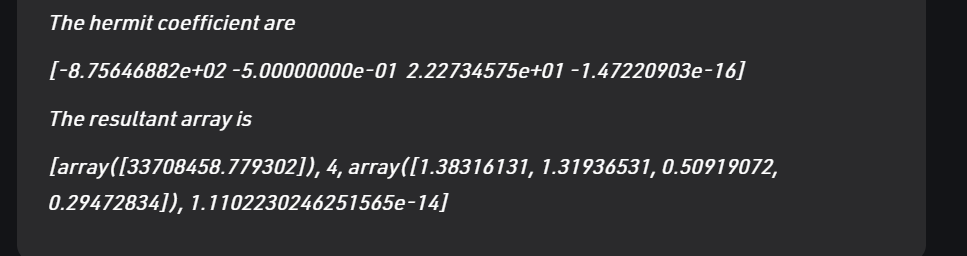 The hermit coefficient are
[-8.75646882e+02 -5.00000000e-01 2.22734575e+01 -1.47220903e-16]
The resultant array is
[array([33708458.779302]), 4, array([1.38316131, 1.31936531, 0.50919072,
0.29472834]), 1.1102230246251565e-14]